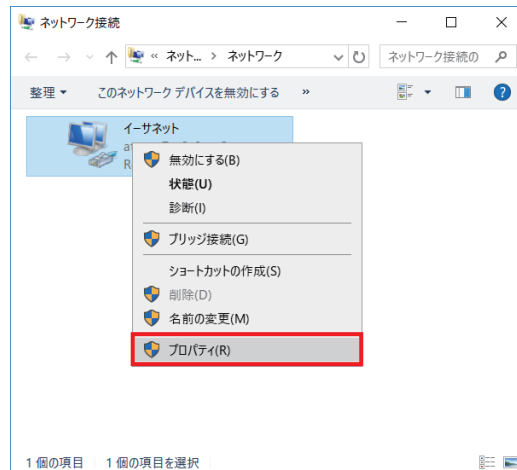 ネットワーク接続
« ネット... › ネットワーク
ネットワーク接続の
整理
このネットワーク デバイスを無効にする
»
イーサネット
無効にする(B)
状態(U)
診断(I)
ブリッジ接続(G)
ショートカットの作成(S)
削除(D)
名前の変更(M)
プロパティ(R)
1 個の項目
1 個の項目を選択